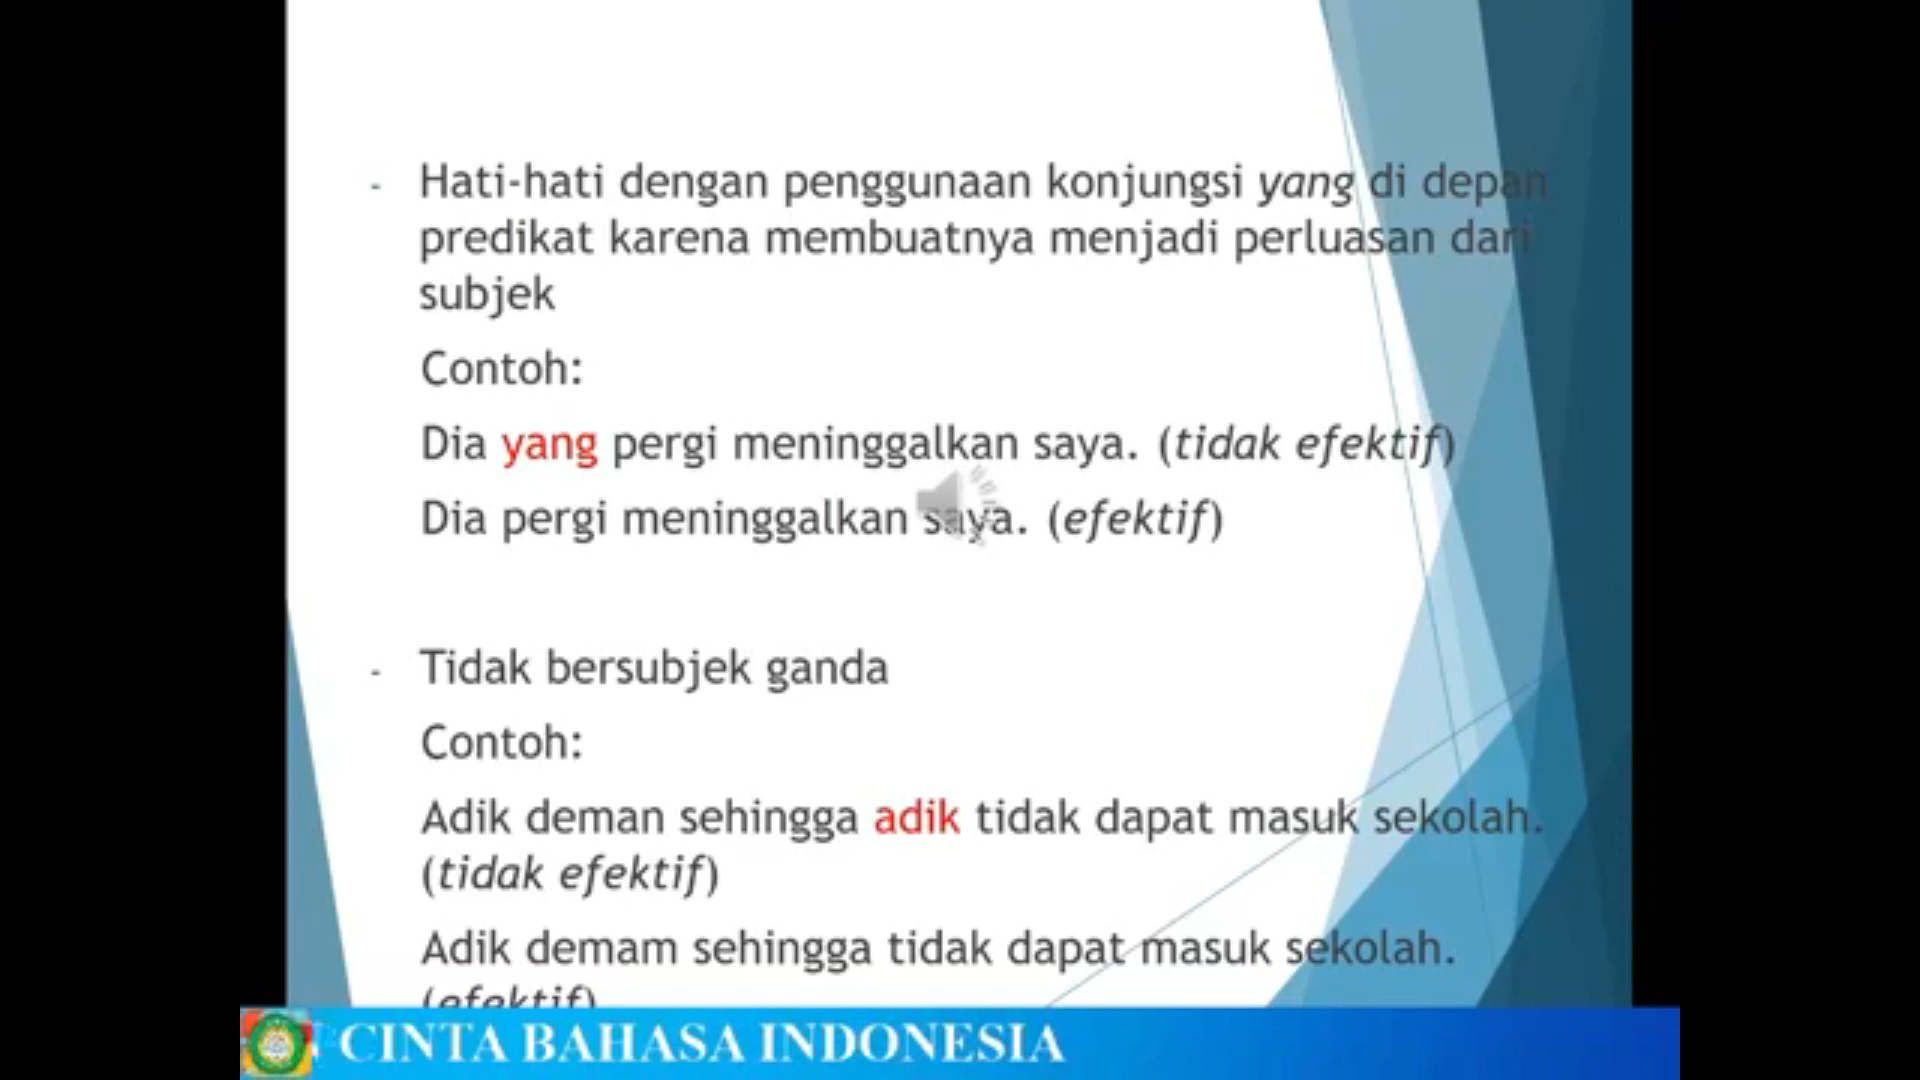 - Hati-hati dengan penggunaan konjungsi yang di depan
predikat karena membuatnya menjadi perluasan dari
subjek
Contoh:
Dia yang pergi meninggalkan saya. (tidak efektif)
Dia pergi meninggalkan saya. (efektif)
- Tidak bersubjek ganda
Contoh:
Adik deman sehingga adik tidak dapat masuk sekolah.
(tidak efektif)
Adik demam sehingga tidak dapat masuk sekolah.
(efektif)
CINTA BAHASA INDONESIA